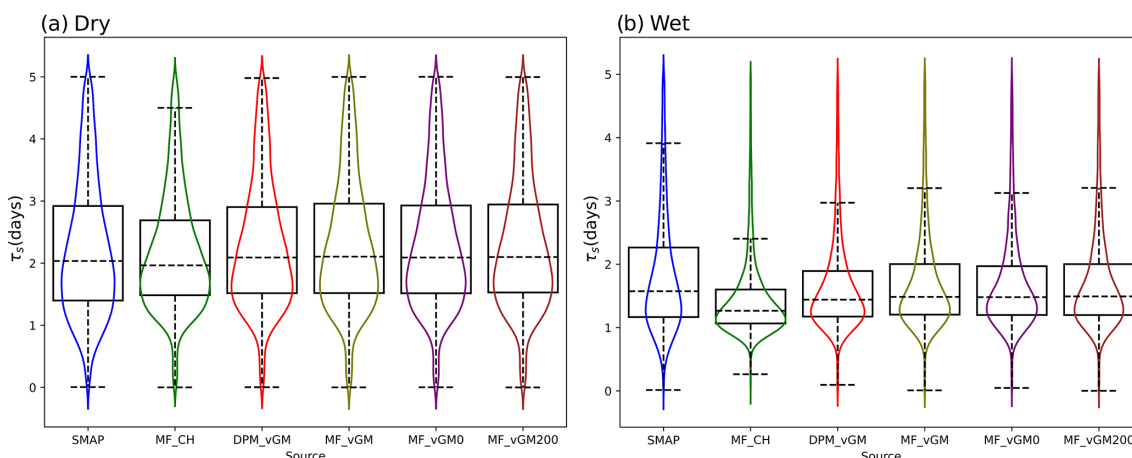 (a) Dry
τs(days)
5
4
3
2
1
0
SMAP MF_CH DPM_vGM MF_vGM MF_vGM0 MF_vGM200
Source
(b) Wet
τs(days)
5
4
3
2
1
0
SMAP MF_CH DPM_vGM MF_vGM MF_vGM0 MF_vGM200
Source